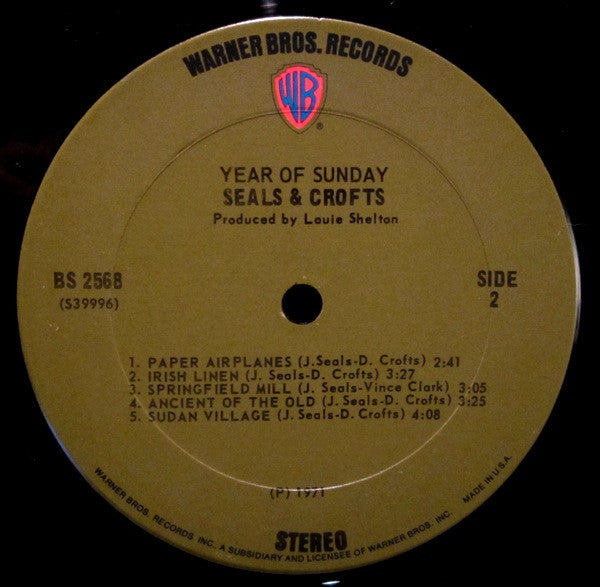 WARNER BROS. RECORDS
WB
®
YEAR OF SUNDAY
SEALS & CROFTS
Produced by Louie Shelton
BS 2568
(S39996)
SIDE
2
1. PAPER AIRPLANES (J.Seals-D. Crofts) 2:41
2. IRISH LINEN (J. Seals-D. Crofts) 3:27
3. SPRINGFIELD MILL (J. Seals-Vince Clark) 3:05
4. ANCIENT OF THE OLD (J. Seals-D. Crofts) 3:25
5. SUDAN VILLAGE (J. Seals-D. Crofts) 4:08
(P) 1971
STEREO
WARNER BROS. RECORDS INC., A SUBSIDIARY AND LICENSEE OF WARNER BROS. INC. MADE IN U.S.A.